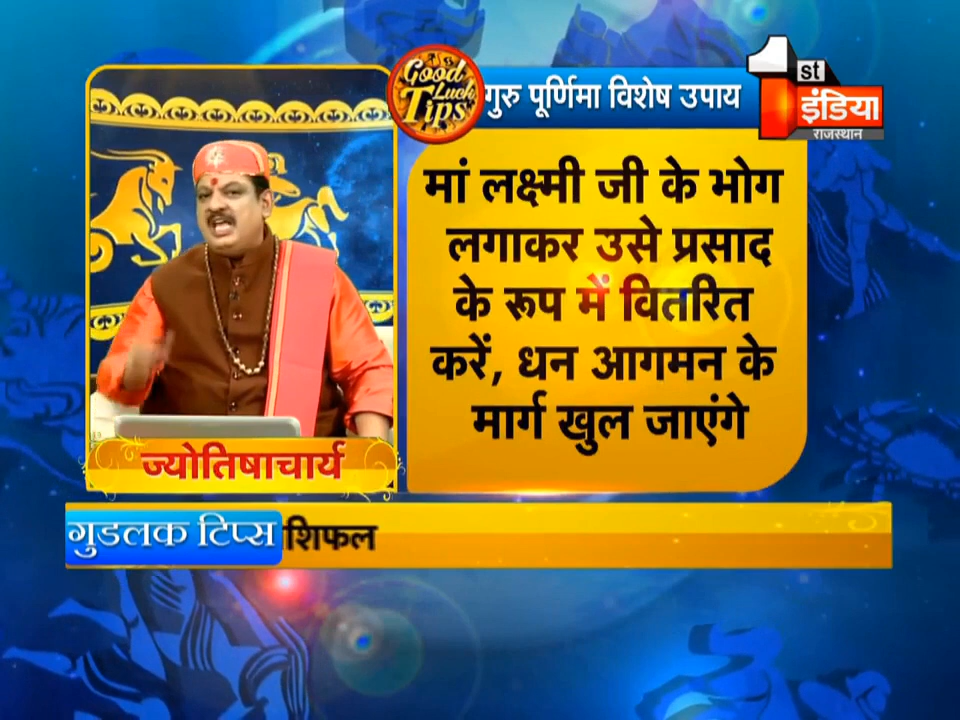 Good Luck Tips
गुरु पूर्णिमा विशेष उपाय
1st
इंडिया
राजस्थान
मां लक्ष्मी जी के भोग
लगाकर उसे प्रसाद
के रूप में वितरित
करें, धन आगमन के
मार्ग खुल जाएंगे
ज्योतिषाचार्य
गुडलक टिप्स
शिफल